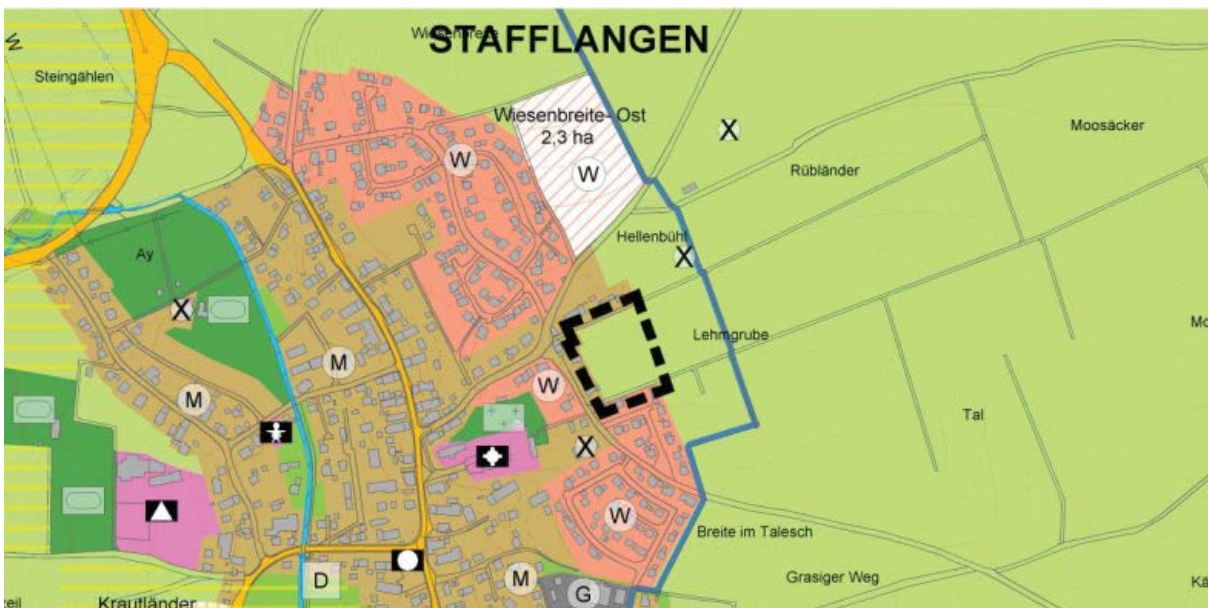 STAFFLANGEN
Steingählen
Wiesenbreite-Ost
2,3 ha
X
Moosäcker
W
W
Rübländer
Hellenbühl
X
Ay
X
Lehmgrube
M
W
M
Tal
X
W
Breite im Talesch
D
M
G
Grasiger Weg
Krautländer